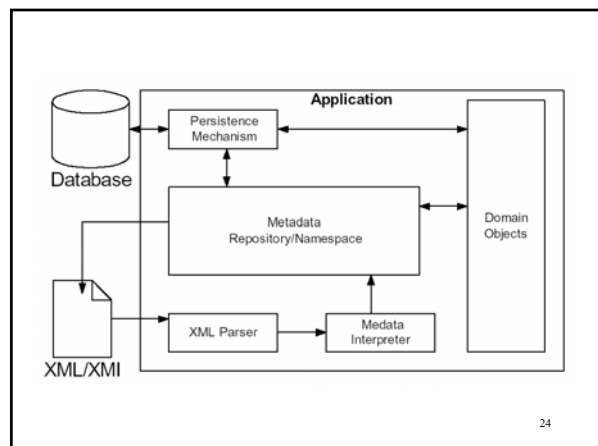 Application
Persistence
Mechanism
Database
Metadata
Repository/Namespace
Domain
Objects
XML Parser
Medata
Interpreter
XML/XMI
24